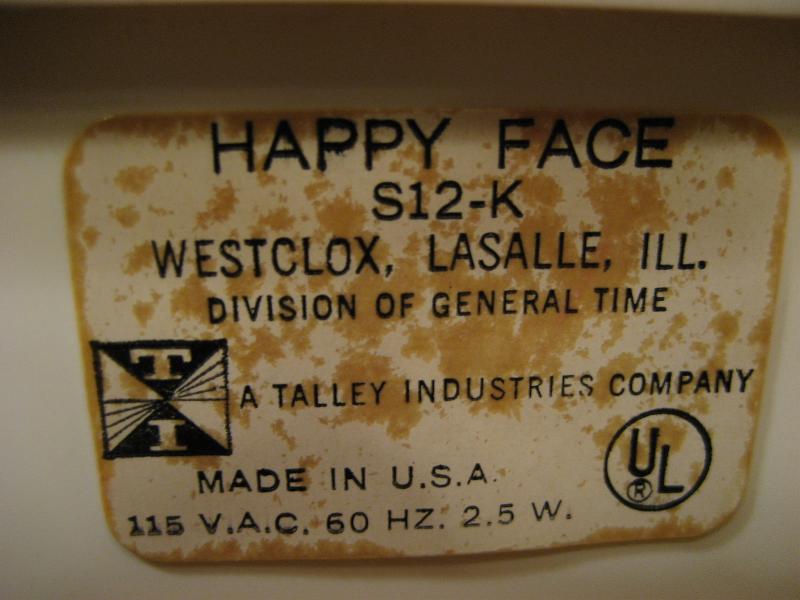 HAPPY FACE
S12-K
WESTCLOX, LASALLE, ILL.
DIVISION OF GENERAL TIME
T I
A TALLEY INDUSTRIES COMPANY
UL ®
MADE IN U.S.A.
115 V.A.C. 60 HZ. 2.5 W.